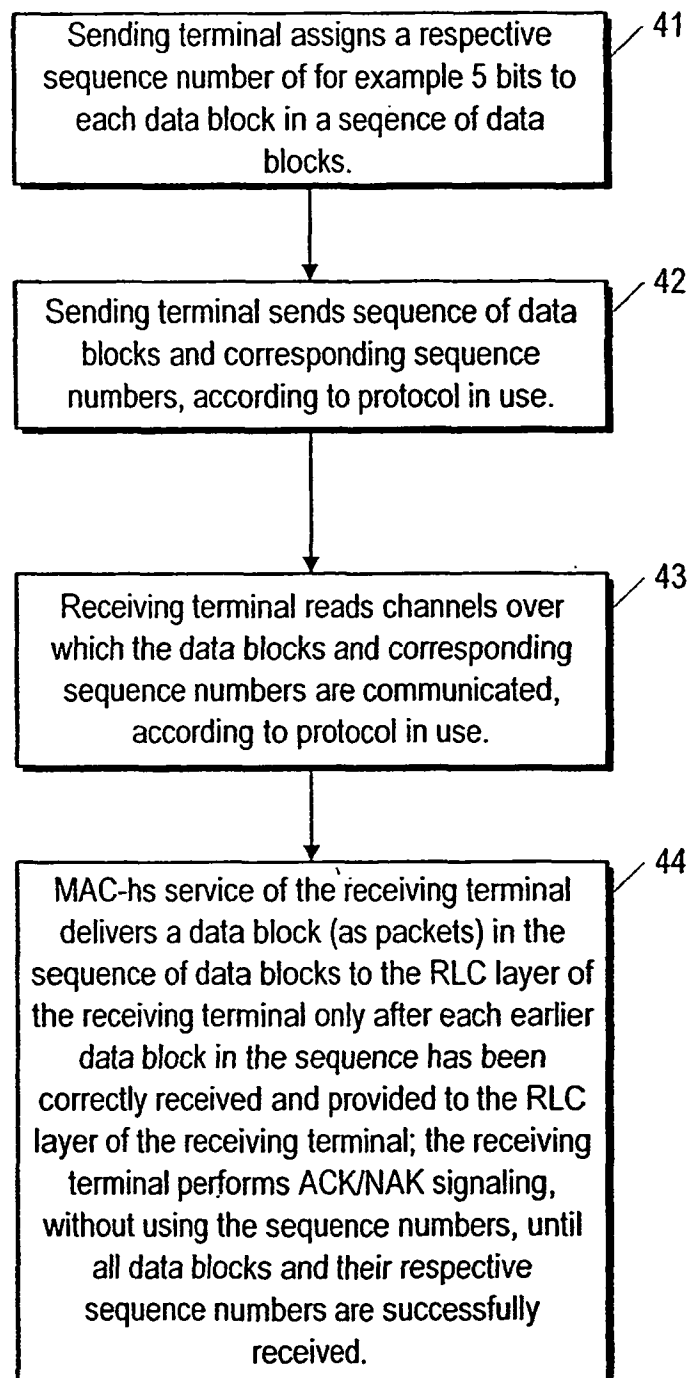 41
Sending terminal assigns a respective
sequence number of for example 5 bits to
each data block in a seqence of data
blocks.
42
Sending terminal sends sequence of data
blocks and corresponding sequence
numbers, according to protocol in use.
43
Receiving terminal reads channels over
which the data blocks and corresponding
sequence numbers are communicated,
according to protocol in use.
44
MAC-hs service of the receiving terminal
delivers a data block (as packets) in the
sequence of data blocks to the RLC layer of
the receiving terminal only after each earlier
data block in the sequence has been
correctly received and provided to the RLC
layer of the receiving terminal; the receiving
terminal performs ACK/NAK signaling,
without using the sequence numbers, until
all data blocks and their respective
sequence numbers are successfully
received.